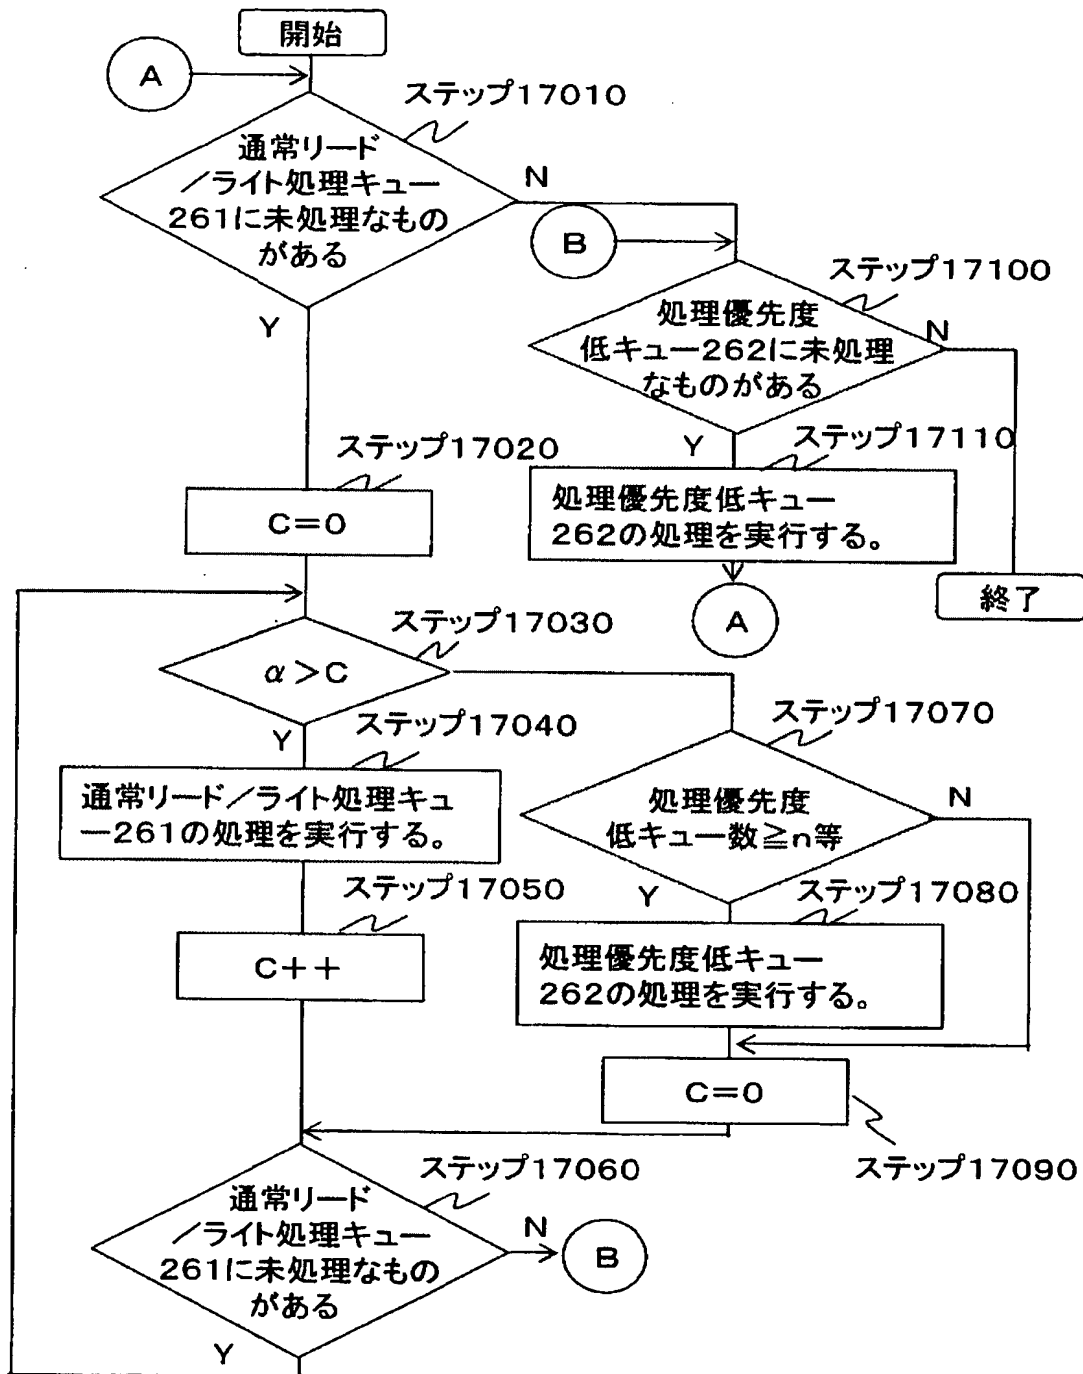 開始
A
ステップ17010
通常リード
／ライト処理キュー
261に未処理なもの
がある
N
B
ステップ17100
Y
処理優先度
低キュー262に未処理
なものがある
N
ステップ17020
Y
ステップ17110
C=0
処理優先度低キュー
262の処理を実行する。
A
終了
ステップ17030
α>C
ステップ17040
Y
ステップ17070
通常リード／ライト処理キュ
ー261の処理を実行する。
処理優先度
低キュー数≧n等
N
ステップ17050
Y
ステップ17080
C++
処理優先度低キュー
262の処理を実行する。
C=0
ステップ17090
ステップ17060
通常リード
／ライト処理キュー
261に未処理なもの
がある
N
B
Y